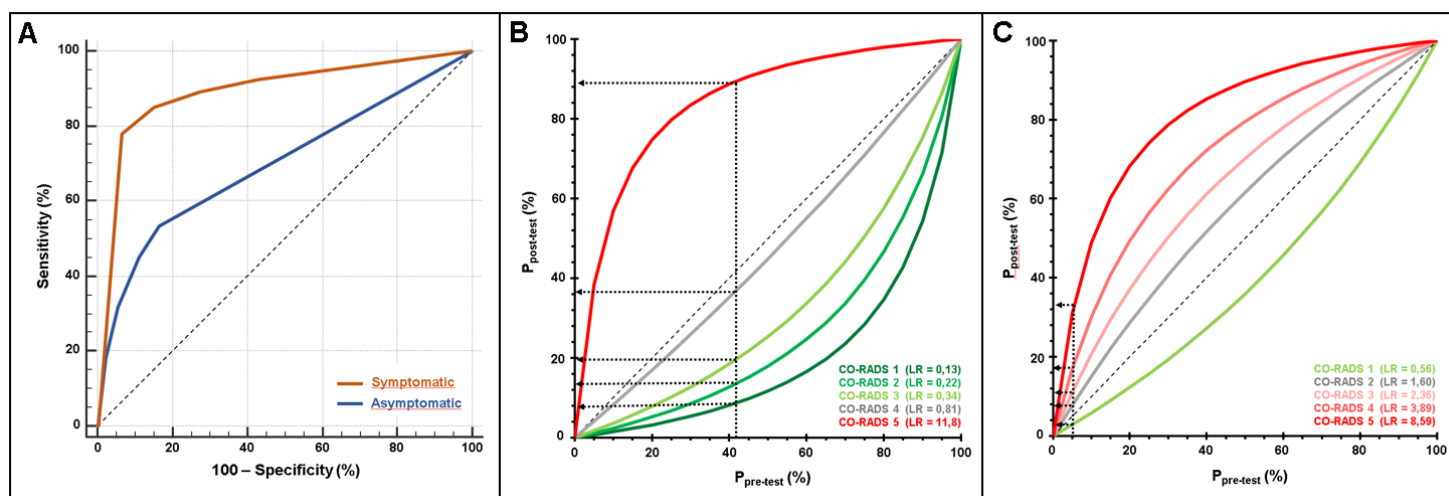 A
Sensitivity (%)
100
80
60
40
20
0
0 20 40 60 80 100
100 – Specificity (%)
Symptomatic
Asymptomatic
B
Ppost-test (%)
100
80
60
40
20
0
0 20 40 60 80 100
Ppre-test (%)
CO-RADS 1 (LR = 0,13)
CO-RADS 2 (LR = 0,22)
CO-RADS 3 (LR = 0,34)
CO-RADS 4 (LR = 0,81)
CO-RADS 5 (LR = 11,8)
C
Ppost-test (%)
100
80
60
40
20
0
0 20 40 60 80 100
Ppre-test (%)
CO-RADS 1 (LR = 0,56)
CO-RADS 2 (LR = 1,60)
CO-RADS 3 (LR = 2,36)
CO-RADS 4 (LR = 3,89)
CO-RADS 5 (LR = 8,59)